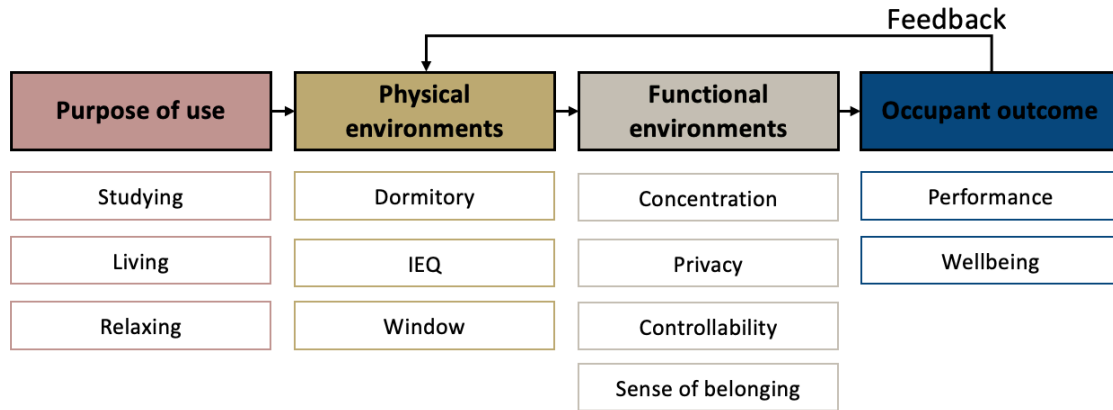 Feedback
Purpose of use
Physical
environments
Functional
environments
Occupant outcome
Studying
Dormitory
Concentration
Performance
Living
IEQ
Privacy
Wellbeing
Relaxing
Window
Controllability
Sense of belonging